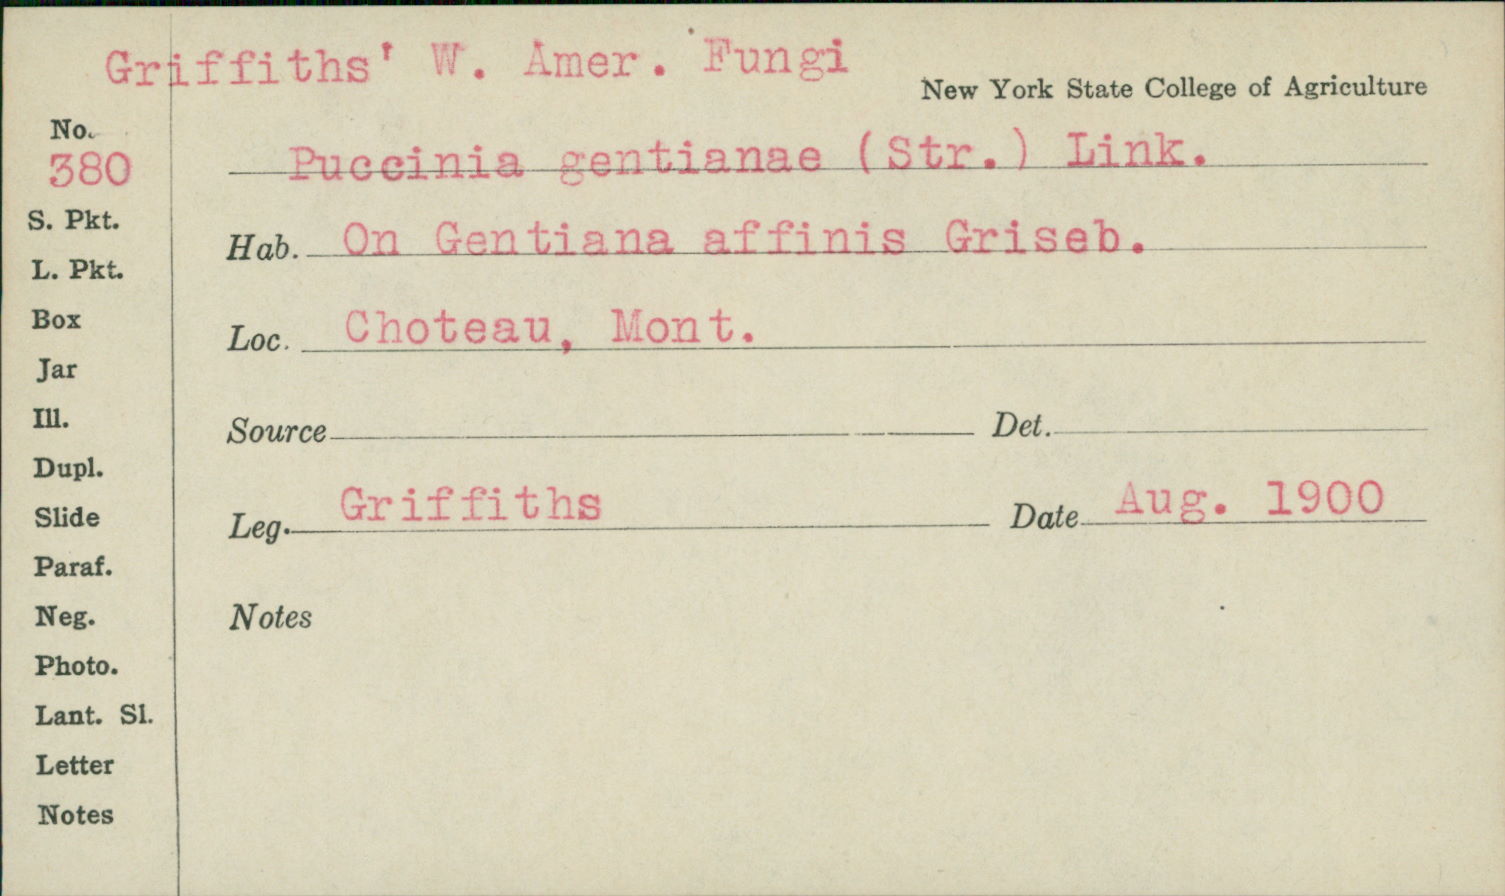 Griffiths' W. Amer. Fungi
New York State College of Agriculture
No.
380
Puccinia gentianae (Str.) Link.
S. Pkt.
Hab. On Gentiana affinis Griseb.
L. Pkt.
Box
Loc. Choteau, Mont.
Jar
Ill.
Source Det.
Dupl.
Slide
Leg. Griffiths Date Aug. 1900
Paraf.
Neg.
Notes
Photo.
Lant. Sl.
Letter
Notes